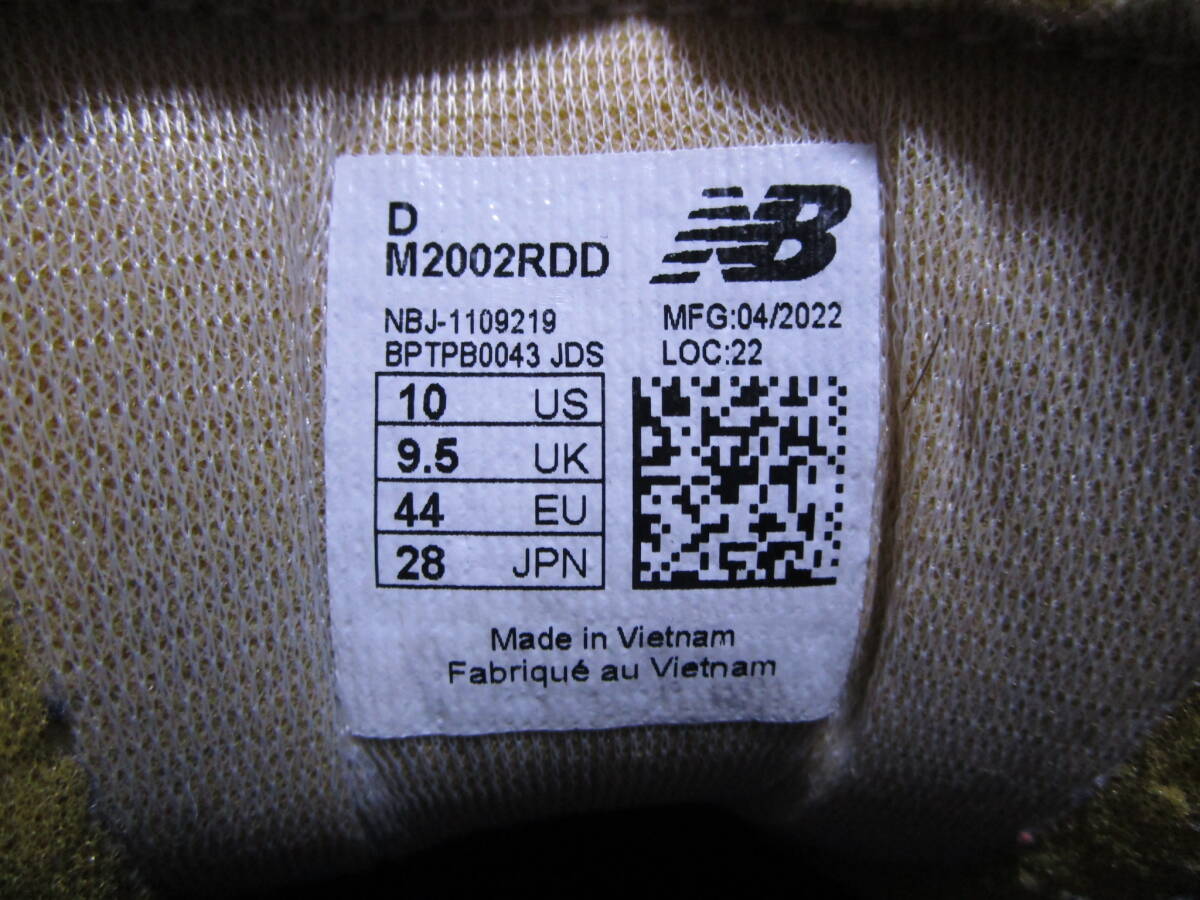 D
M2002RDD
NB
NBJ-1109219
BPTPB0043 JDS
MFG:04/2022
LOC:22
10 US
9.5 UK
44 EU
28 JPN
Made in Vietnam
Fabriqué au Vietnam